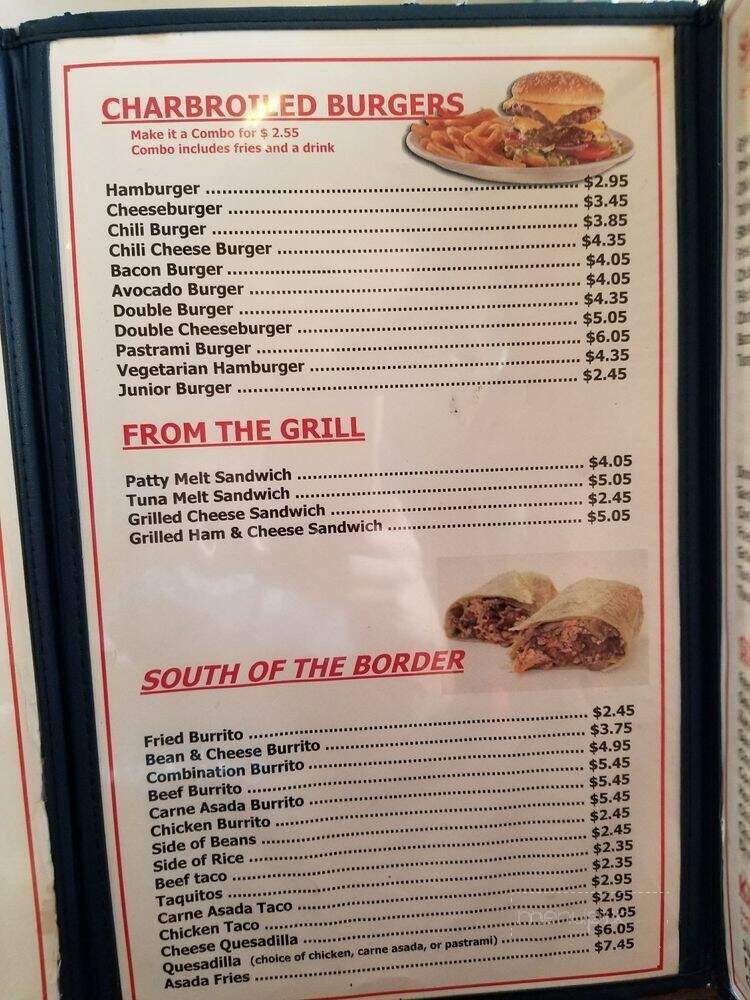 CHARBROILED BURGERS
Make it a Combo for $ 2.55
Combo includes fries and a drink
Hamburger $2.95
Cheeseburger $3.45
Chili Burger $3.85
Chili Cheese Burger $4.35
Bacon Burger $4.05
Avocado Burger $4.05
Double Burger $4.35
Double Cheeseburger $5.05
Pastrami Burger $6.05
Vegetarian Hamburger $4.35
Junior Burger $2.45
FROM THE GRILL
Patty Melt Sandwich $4.05
Tuna Melt Sandwich $5.05
Grilled Cheese Sandwich $2.45
Grilled Ham & Cheese Sandwich $5.05
SOUTH OF THE BORDER
Fried Burrito $2.45
Bean & Cheese Burrito $3.75
Combination Burrito $4.95
Beef Burrito $5.45
Carne Asada Burrito $5.45
Chicken Burrito $5.45
Side of Beans $2.45
Side of Rice $2.45
Beef taco $2.35
Taquitos $2.35
Carne Asada Taco $2.95
Chicken Taco $2.95
Cheese Quesadilla $4.05
Quesadilla (choice of chicken, carne asada, or pastrami) $6.05
Asada Fries $7.45